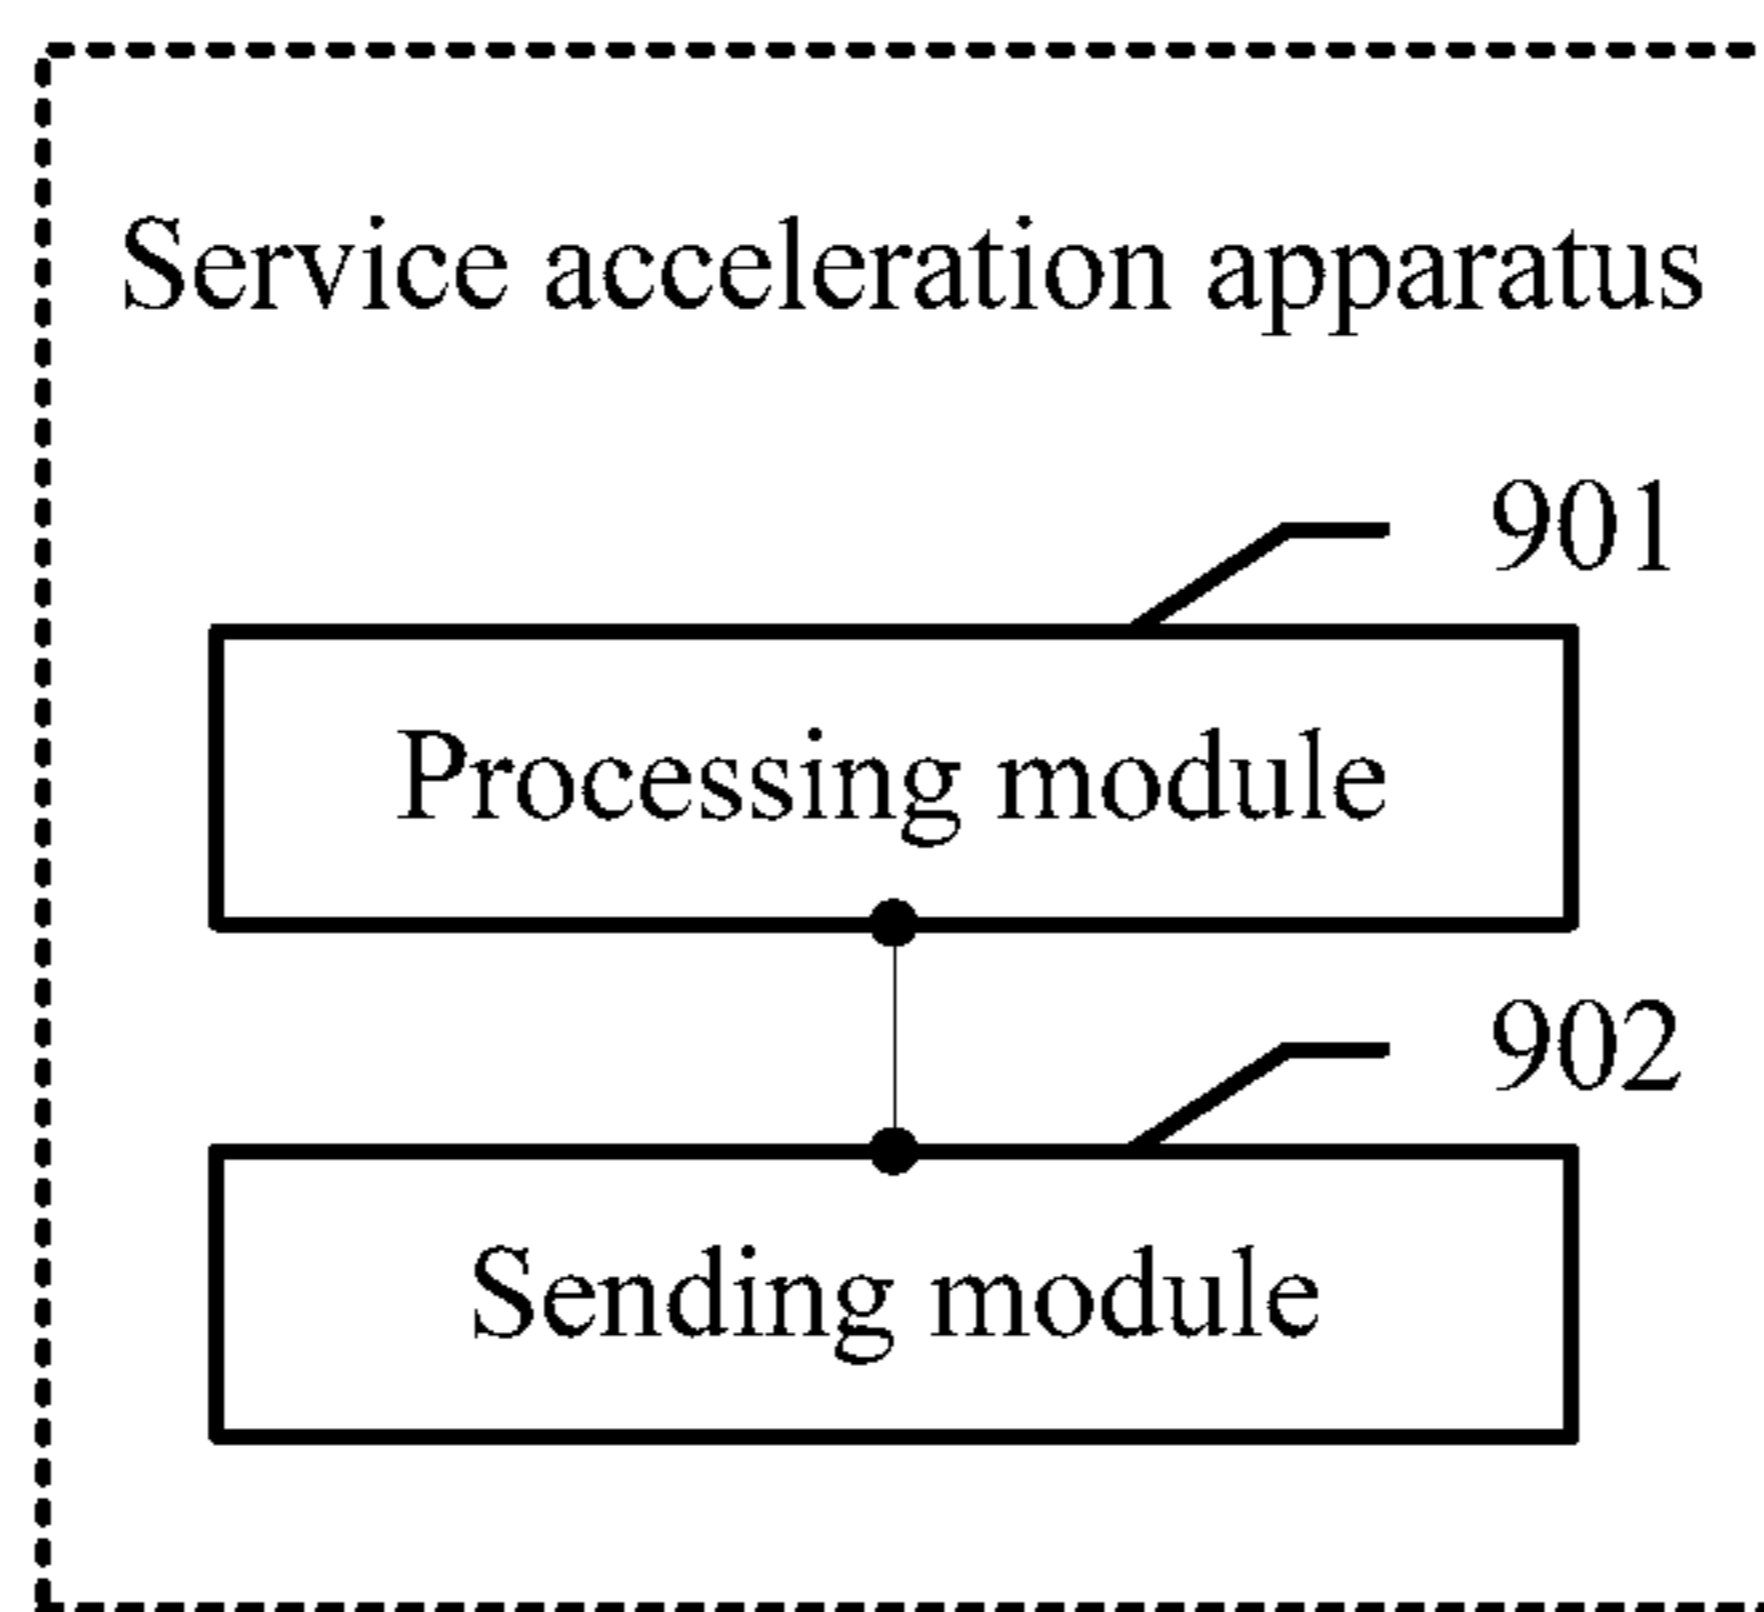 Service acceleration apparatus
901
Processing module
902
Sending module